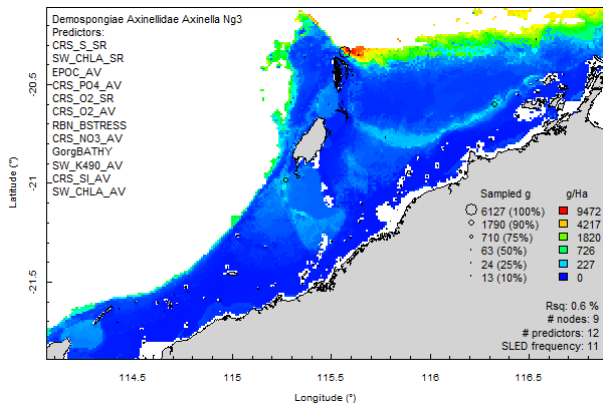 Demospongiae Axinellidae Axinella Ng3
Predictors:
CRS_S_SR
SW_CHLA_SR
EPOC_AV
CRS_PO4_AV
CRS_O2_SR
CRS_O2_AV
RBN_BSTRESS
CRS_NO3_AV
GorgBATHY
SW_K490_AV
CRS_SI_AV
SW_CHLA_AV
-20.5
-21
-21.5
Latitude (°)
Sampled g g/Ha
6127 (100%) 9472
1790 (90%) 4217
710 (75%) 1820
63 (50%) 726
24 (25%) 227
13 (10%) 0
Rsq: 0.6 %
# nodes: 9
# predictors: 12
SLED frequency: 11
114.5 115 115.5 116 116.5
Longitude (°)